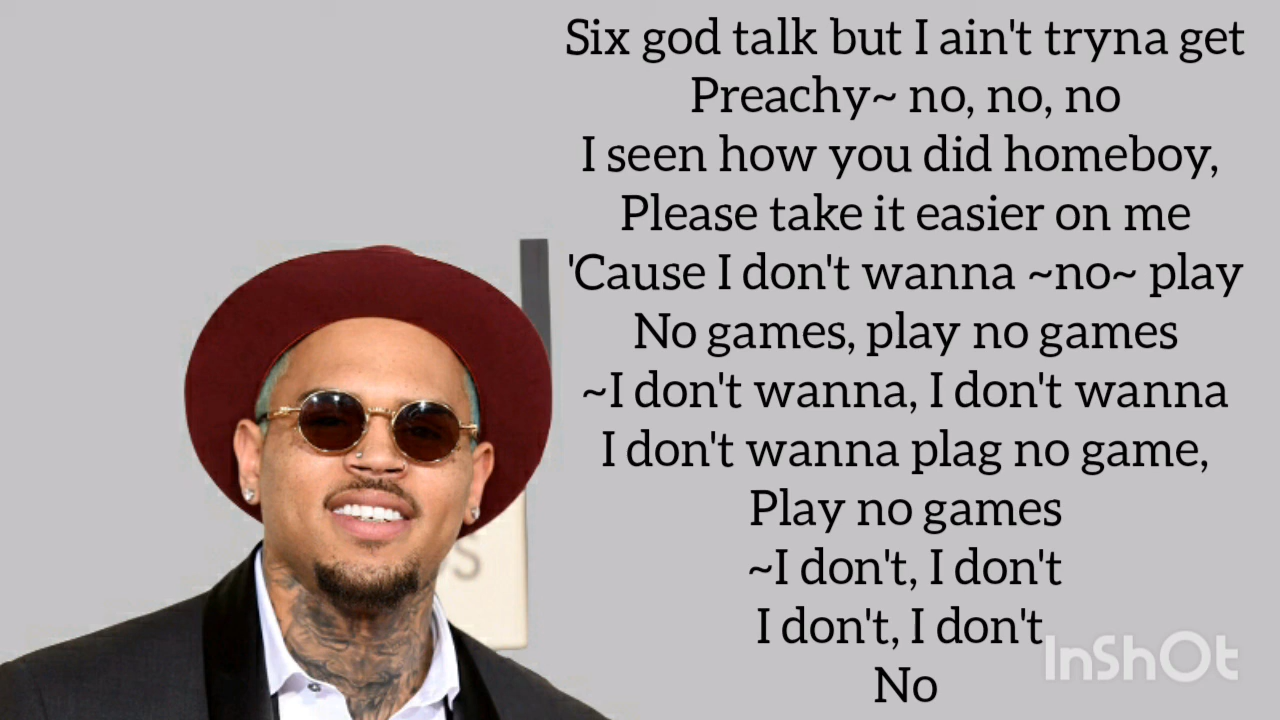 Six god talk but I ain't tryna get
Preachy~ no, no, no
I seen how you did homeboy,
Please take it easier on me
'Cause I don't wanna ~no~ play
No games, play no games
~I don't wanna, I don't wanna
I don't wanna plag no game,
Play no games
~I don't, I don't
I don't, I don't
No
InShOt